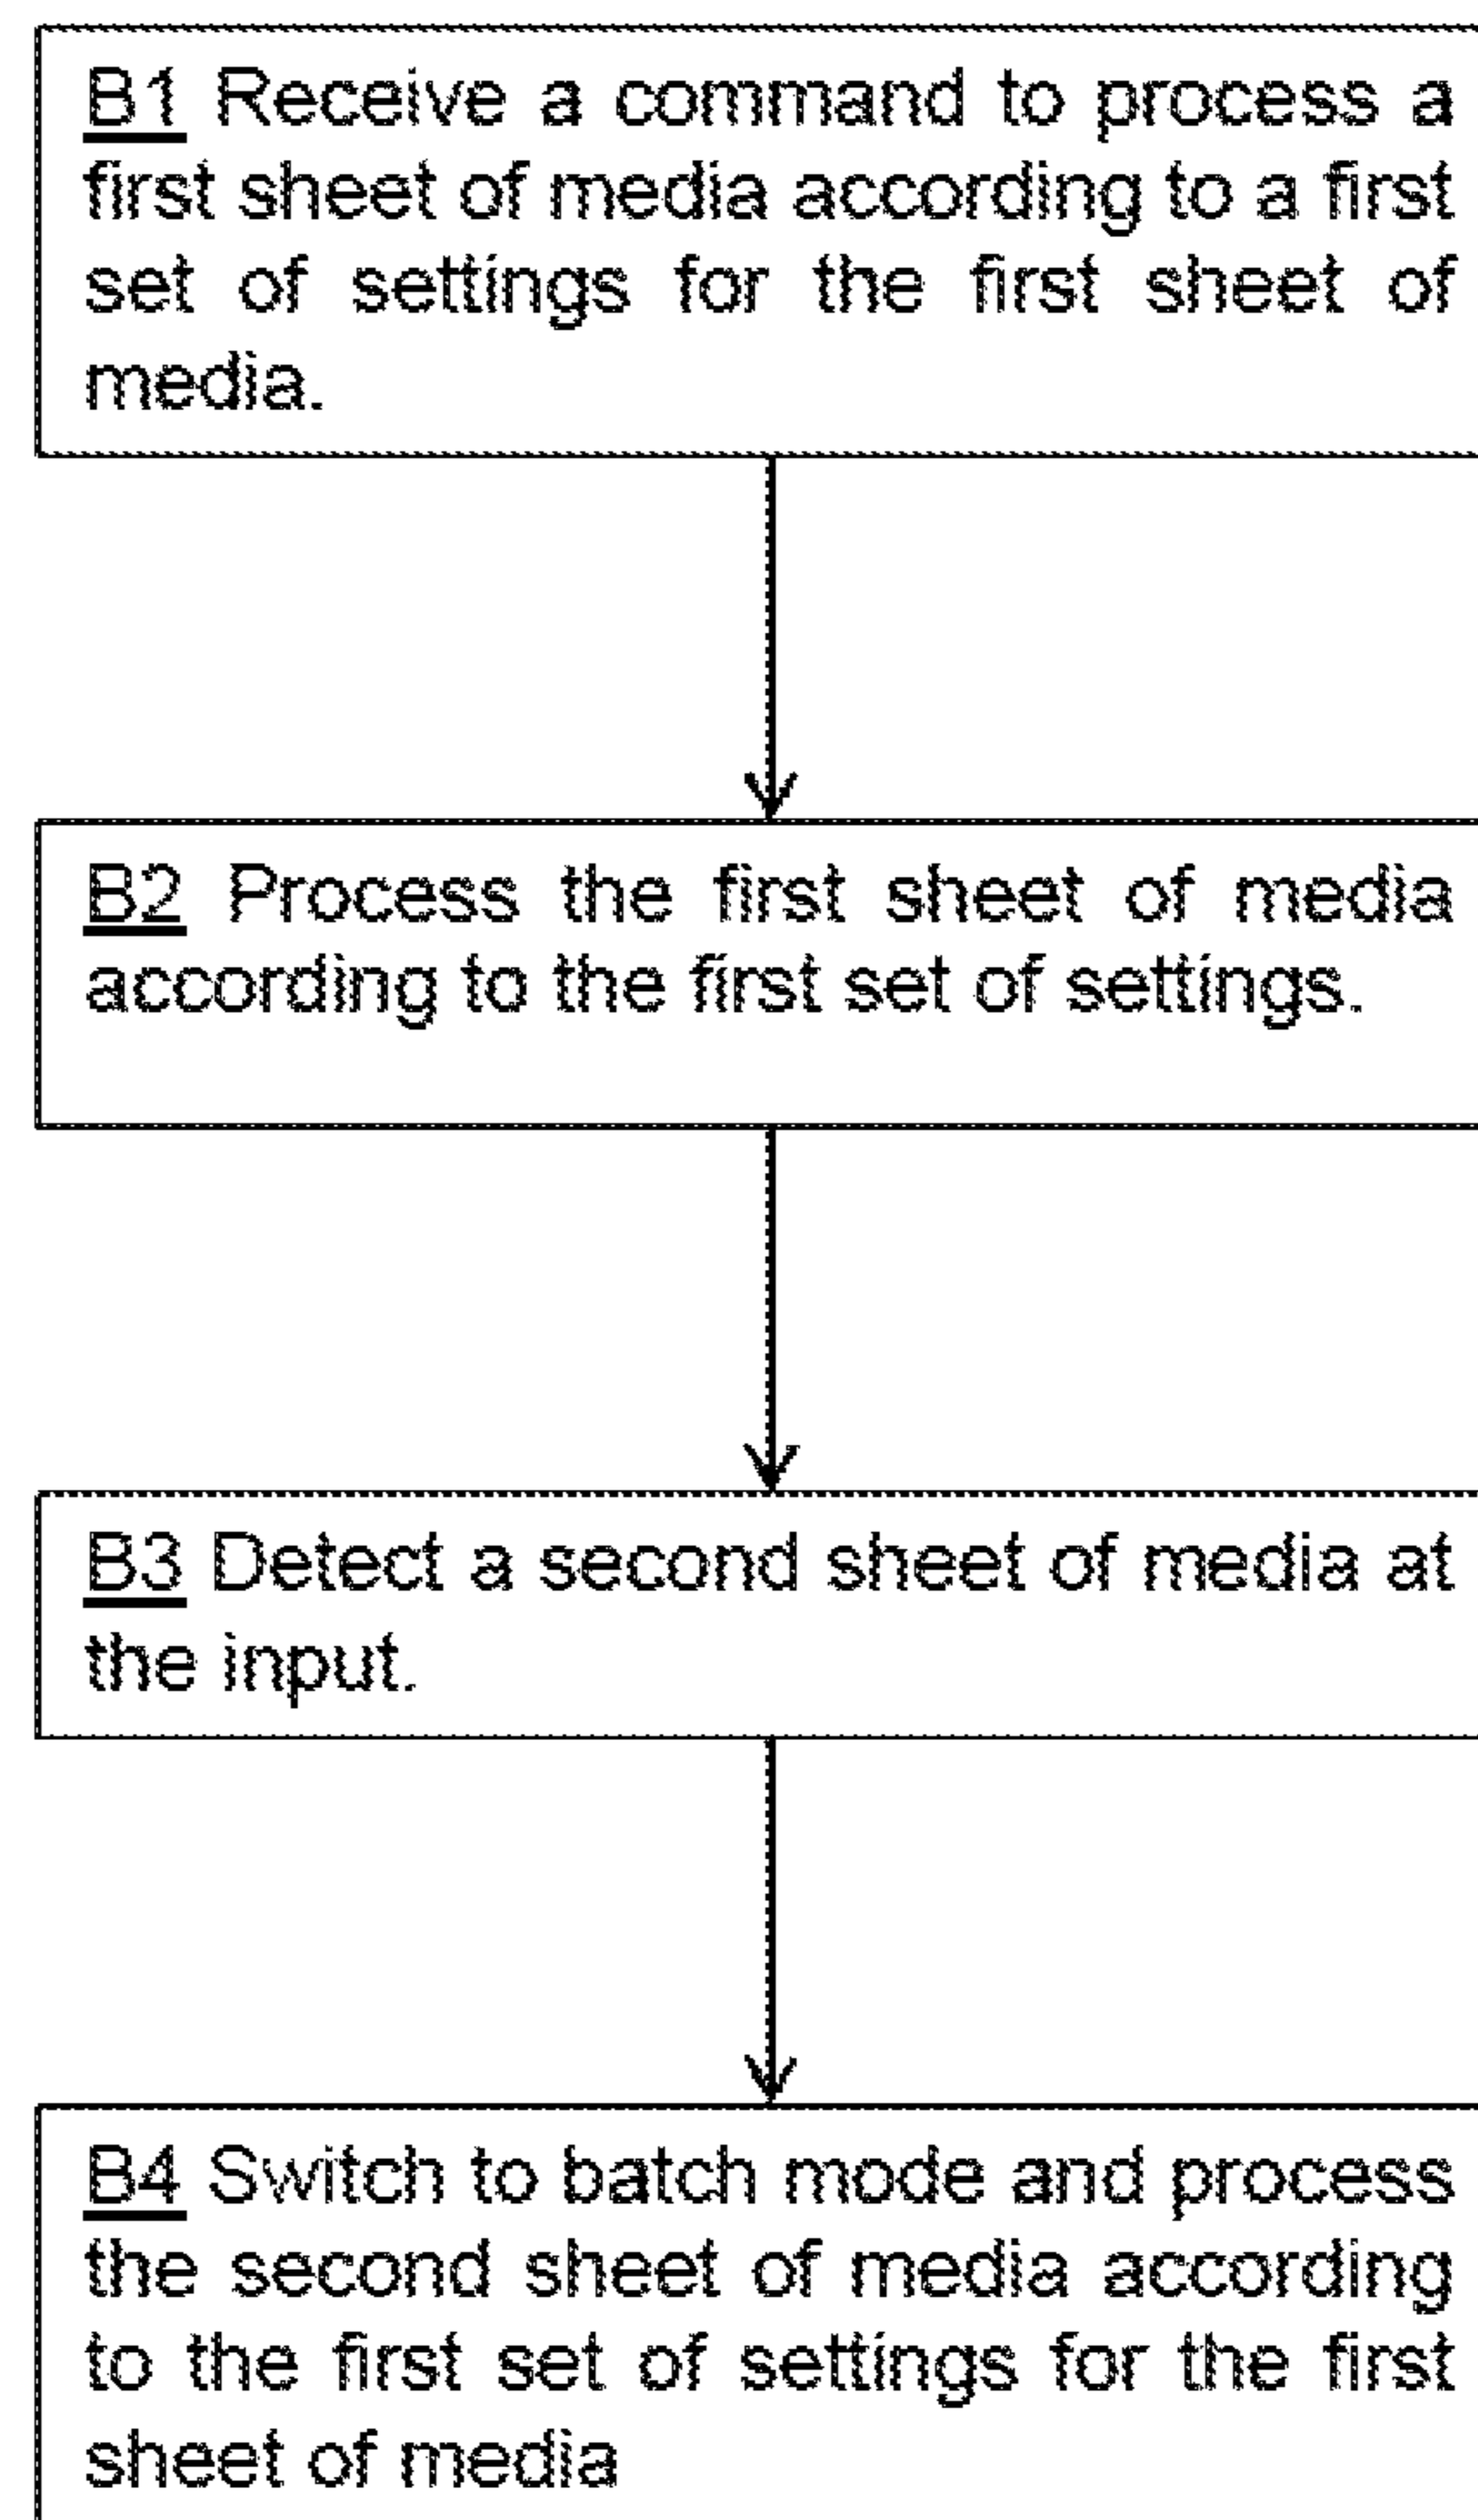 B1 Receive a command to process a
first sheet of media according to a first
set of settings for the first sheet of
media.
B2 Process the first sheet of media
according to the first set of settings.
B3 Detect a second sheet of media at
the input.
B4 Switch to batch mode and process
the second sheet of media according
to the first set of settings for the first
sheet of media